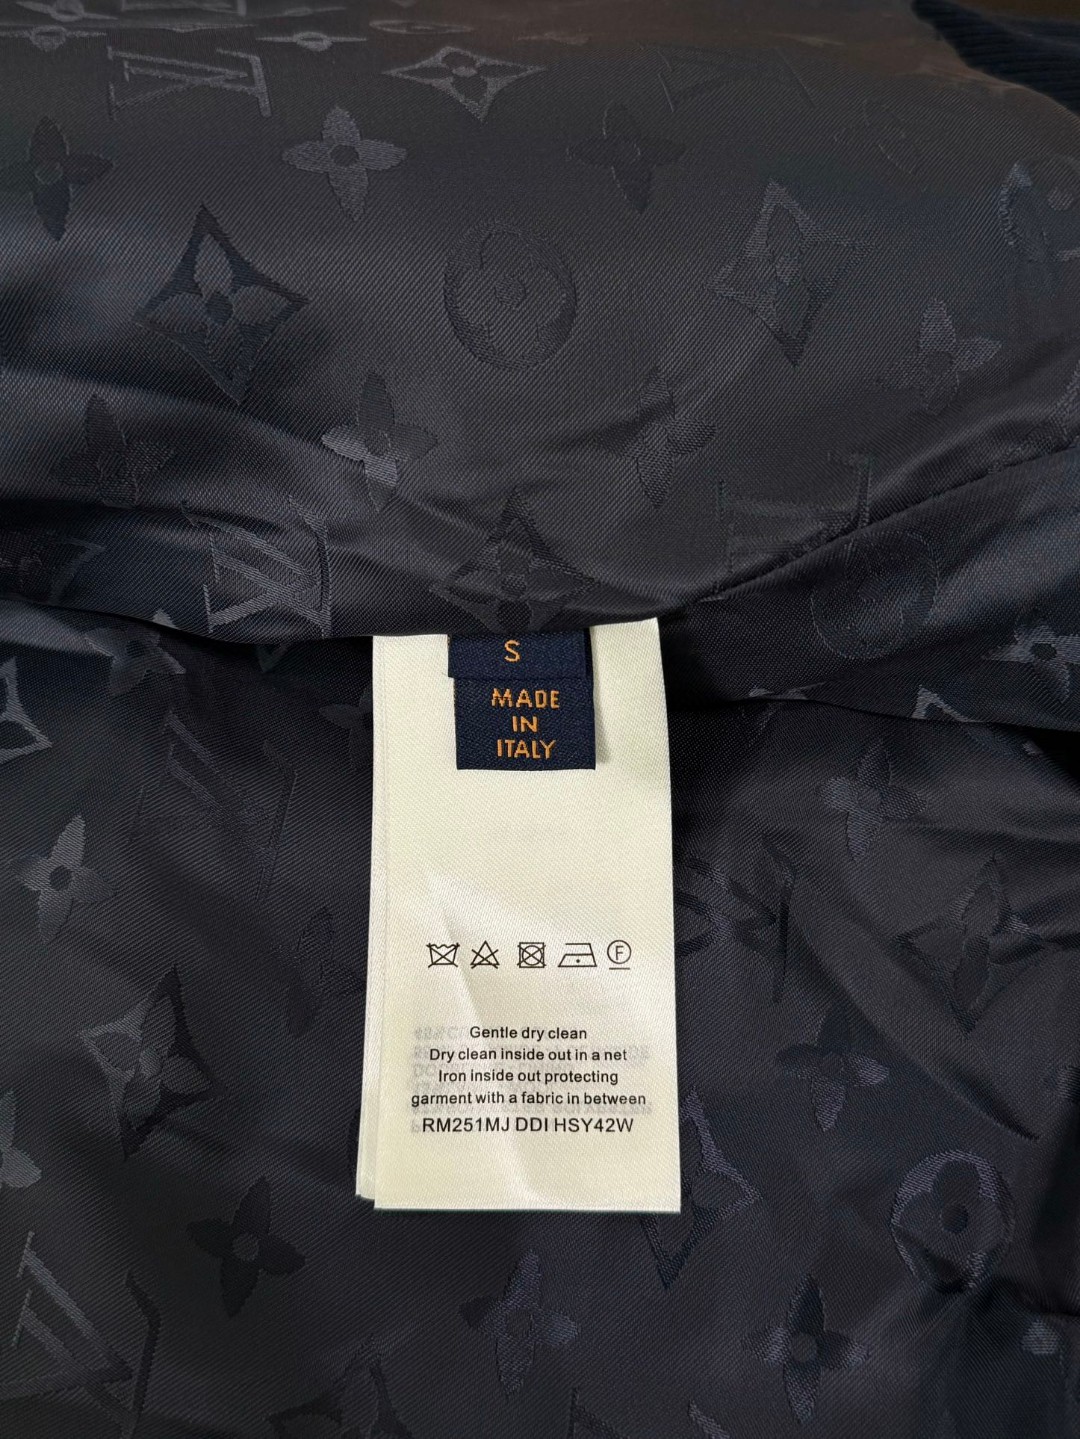 S
MADE
IN
ITALY
F
Gentle dry clean
Dry clean inside out in a net
Iron inside out protecting
garment with a fabric in between
RM251MJ DDI HSY42W